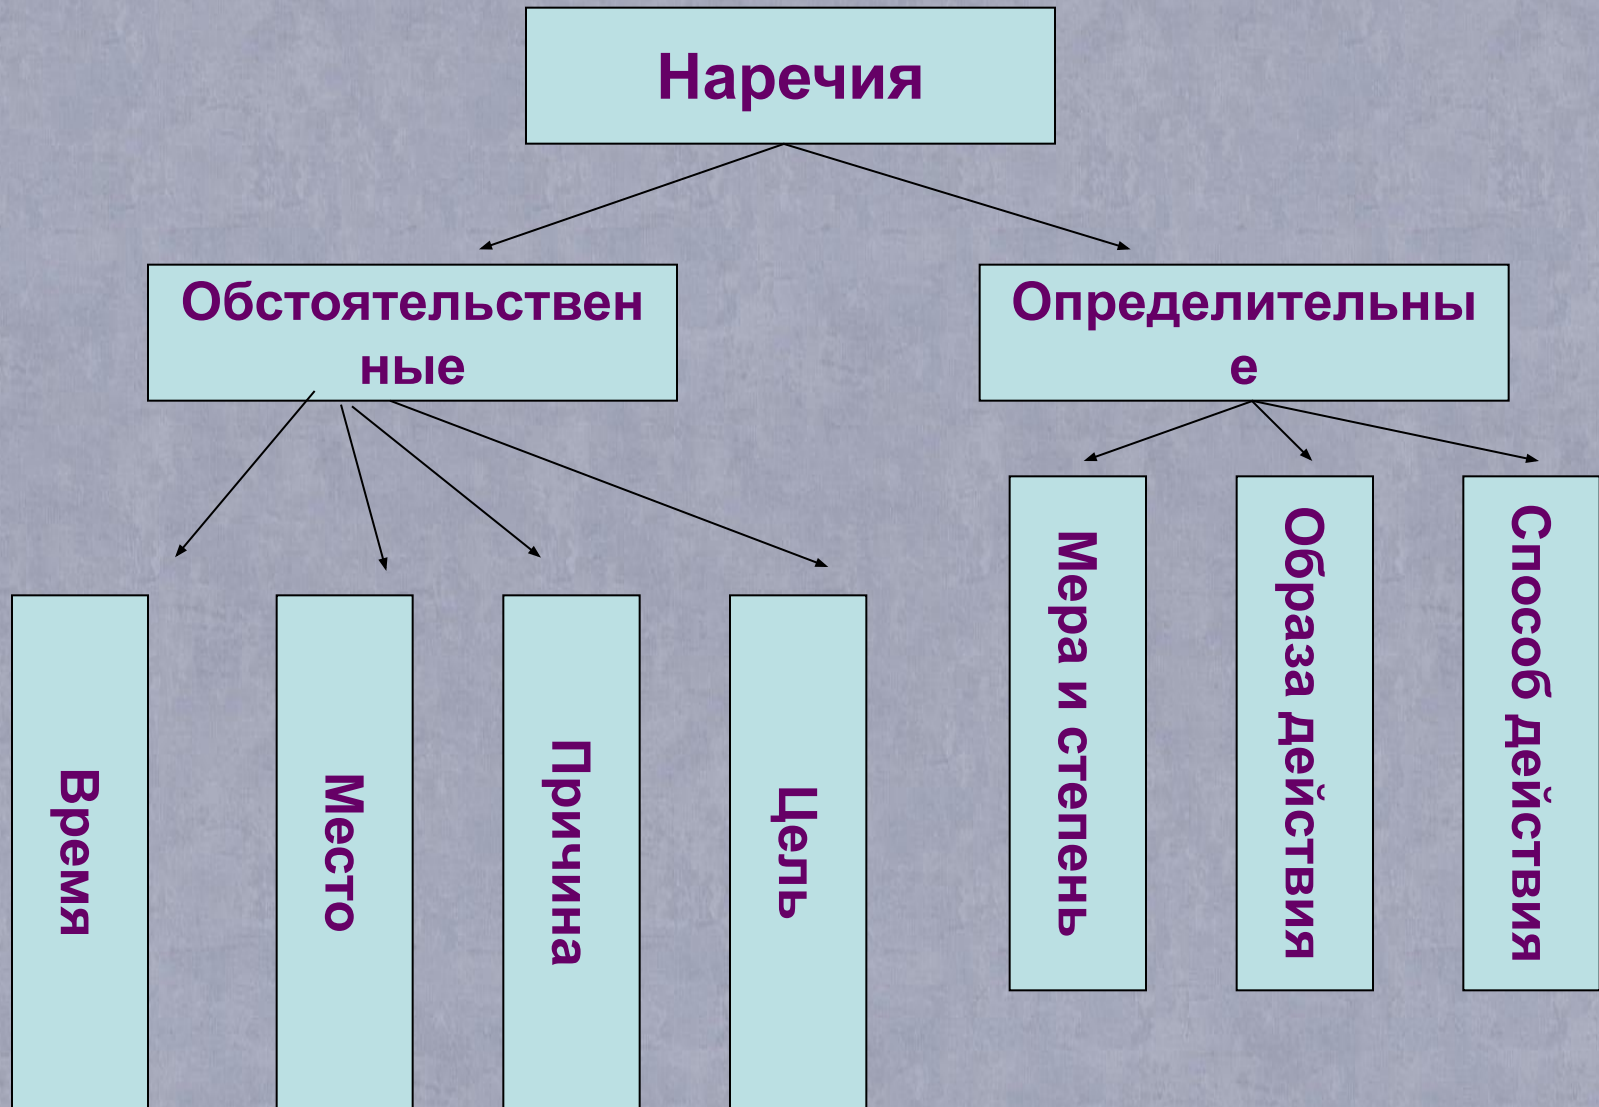 Наречия
Обстоятельствен
ные
Определительны
е
Время
Место
Причина
Цель
Мера и степень
Образа действия
Способ действия